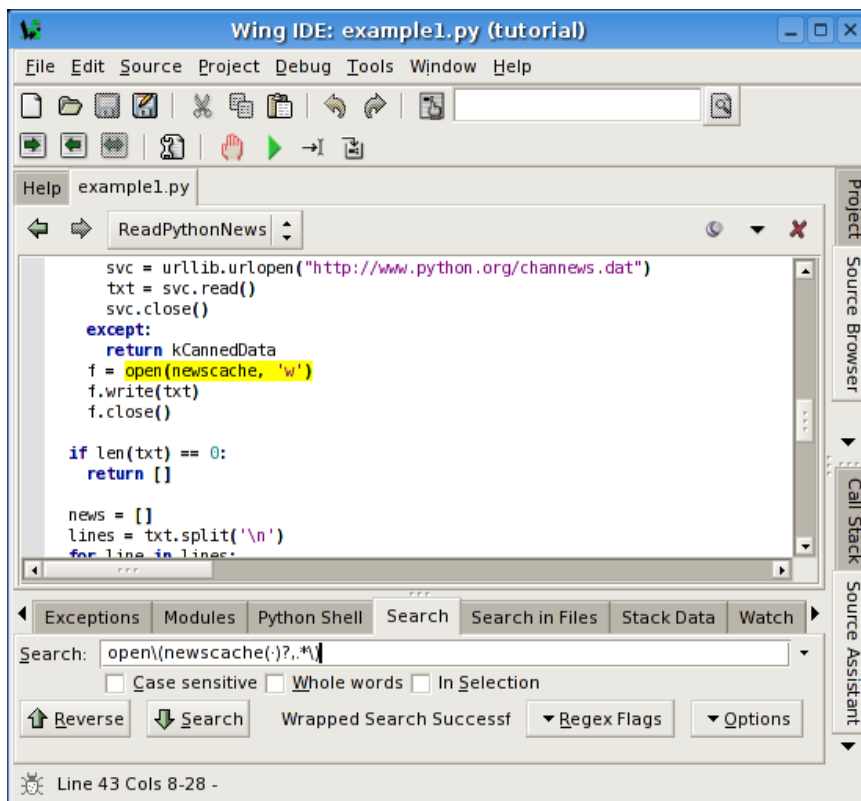 Wing IDE: example1.py (tutorial)
File Edit Source Project Debug Tools Window Help
Help example1.py
ReadPythonNews
svc = urllib.urlopen("http://www.python.org/channews.dat")
txt = svc.read()
svc.close()
except:
return kCannedData
f = open(newscache, 'w')
f.write(txt)
f.close()
if len(txt) == 0:
return []
news = []
lines = txt.split('\n')
for line in lines:
Project
Source Browser
Call Stack
Source Assistant
Exceptions Modules Python Shell Search Search in Files Stack Data Watch
Search: open\(newscache(·)?,.*\)
Case sensitive Whole words In Selection
Reverse Search Wrapped Search Successf Regex Flags Options
Line 43 Cols 8-28 -